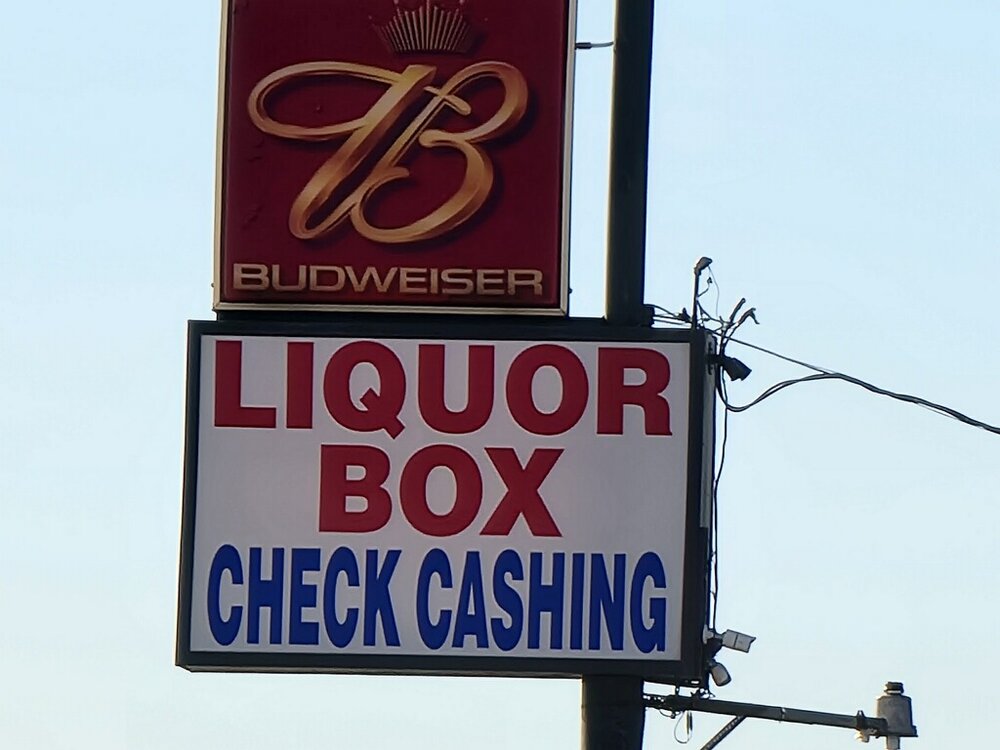 B
BUDWEISER
LIQUOR
BOX
CHECK CASHING